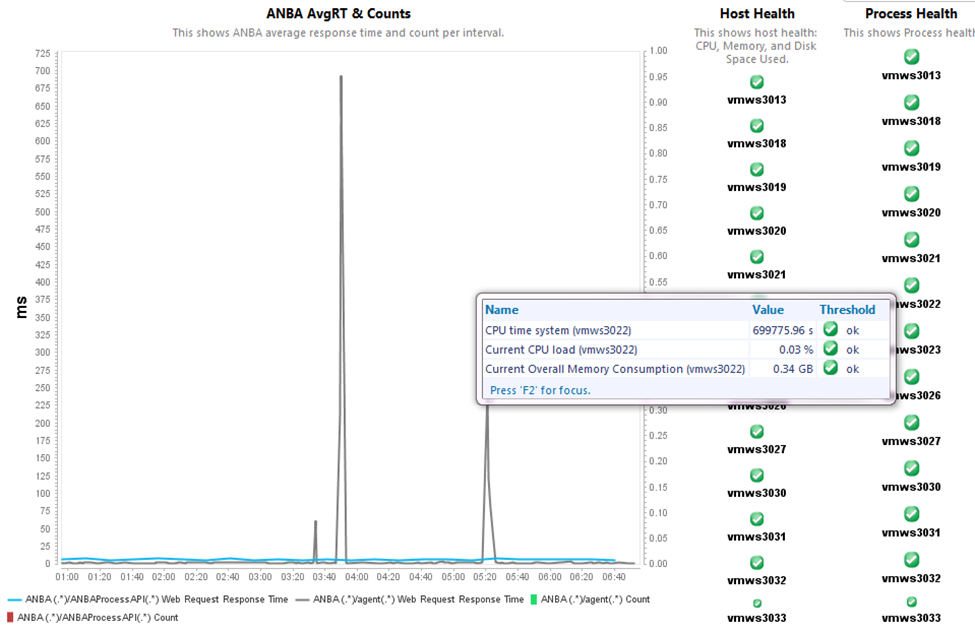 ANBA AvgRT & Counts
This shows ANBA average response time and count per interval.
725
700
675
650
625
600
575
550
525
500
475
450
425
400
375
350
325
300
275
250
225
200
175
150
125
100
75
50
25
0
ms
1.00
0.95
0.90
0.85
0.80
0.75
0.70
0.65
0.60
0.55
0.30
0.25
0.20
0.15
0.10
0.05
0.00
01:00 01:20 01:40 02:00 02:20 02:40 03:00 03:20 03:40 04:00 04:20 04:40 05:00 05:20 05:40 06:00 06:20 06:40
ANBA (.*)/ANBAProcessAPI(.*) Web Request Response Time ANBA (.*)/agent(.*) Web Request Response Time ANBA (.*)/agent(.*) Count
ANBA (.*)/ANBAProcessAPI(.*) Count
Host Health
This shows host health:
CPU, Memory, and Disk
Space Used.
vmws3013
vmws3018
vmws3019
vmws3020
vmws3021
vmws3026
vmws3027
vmws3030
vmws3031
vmws3032
vmws3033
Process Health
This shows Process healt
vmws3013
vmws3018
vmws3019
vmws3020
vmws3021
ws3022
ws3023
ws3026
vmws3027
vmws3030
vmws3031
vmws3032
vmws3033
Name Value Threshold
CPU time system (vmws3022) 699775.96 s ok
Current CPU load (vmws3022) 0.03 % ok
Current Overall Memory Consumption (vmws3022) 0.34 GB ok
Press 'F2' for focus.